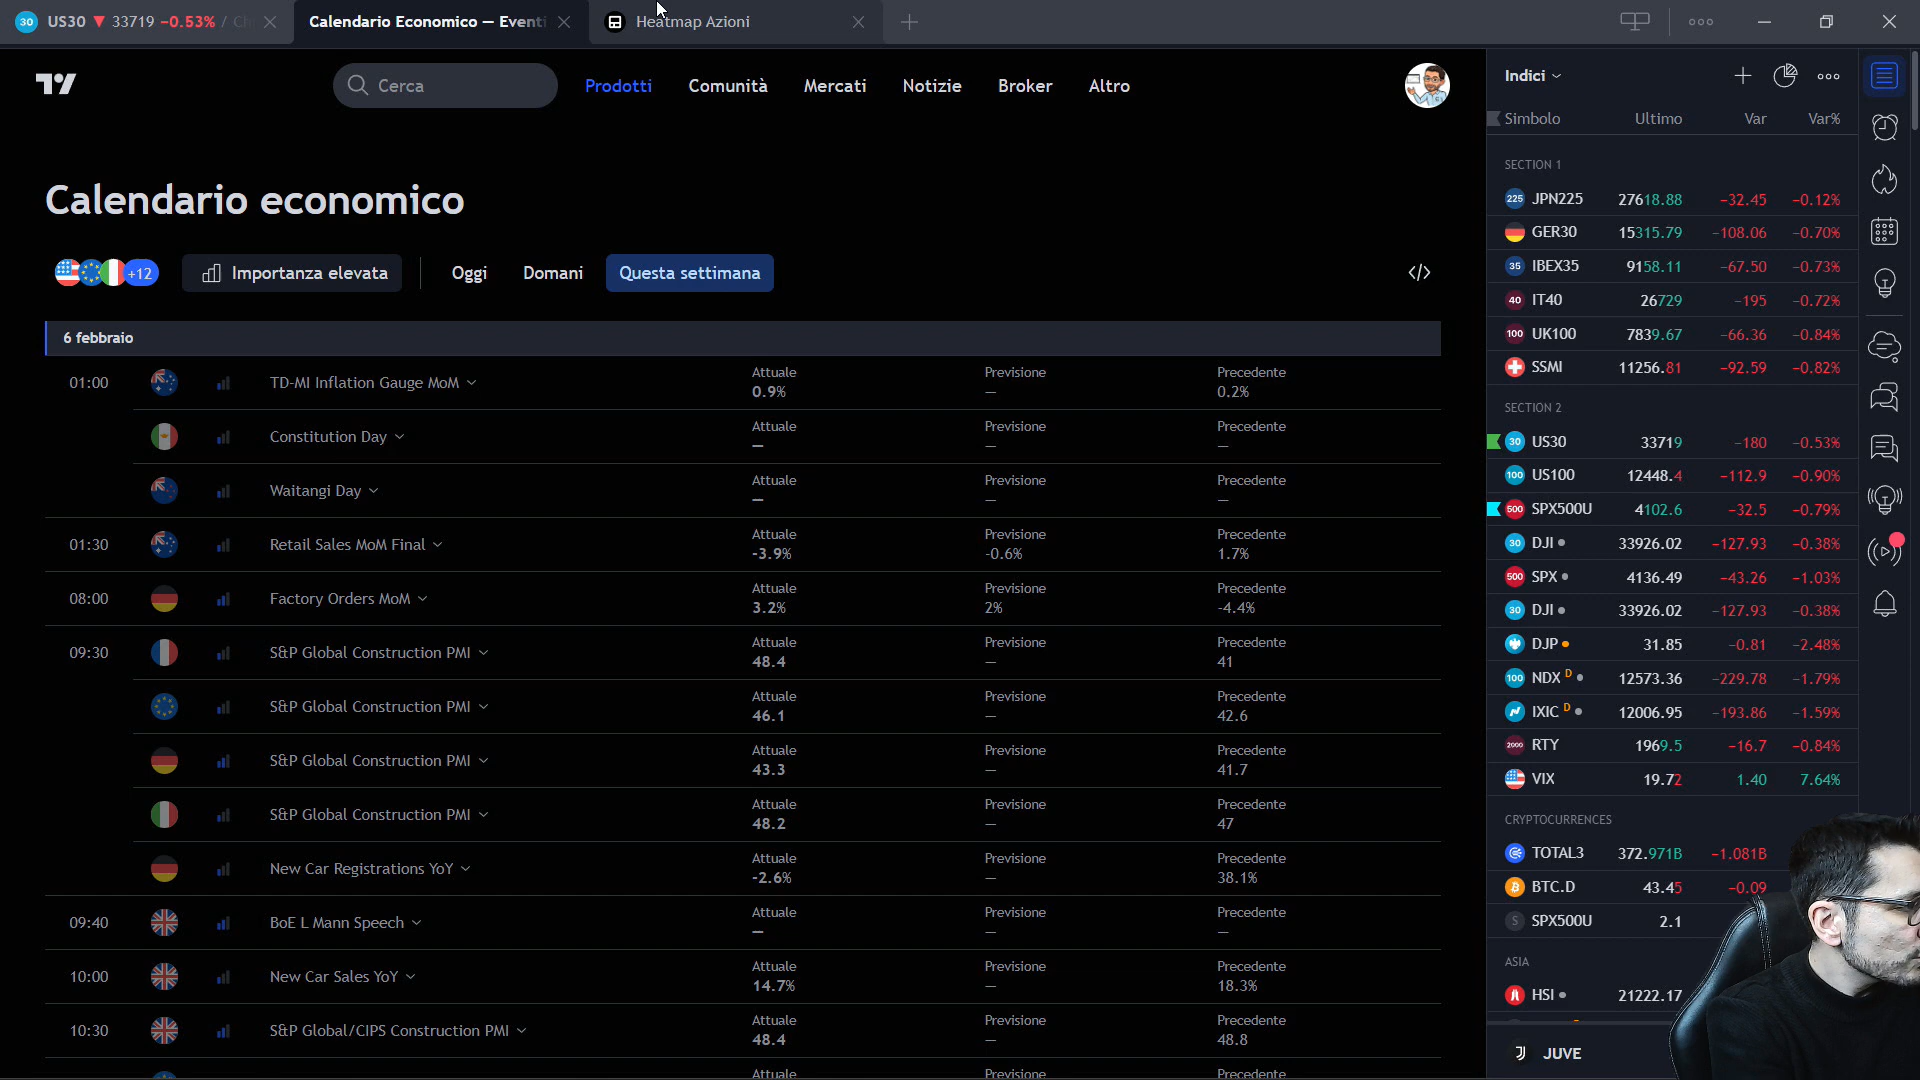 30 US30 ▼ 33719 −0.53% / Ch
Calendario Economico — Eventi
Heatmap Azioni
Cerca
Prodotti Comunità Mercati Notizie Broker Altro
Calendario economico
+12 Importanza elevata Oggi Domani Questa settimana </>
6 febbraio
01:00 TD-MI Inflation Gauge MoM Attuale 0.9% Previsione — Precedente 0.2%
Constitution Day Attuale — Previsione — Precedente —
Waitangi Day Attuale — Previsione — Precedente —
01:30 Retail Sales MoM Final Attuale -3.9% Previsione -0.6% Precedente 1.7%
08:00 Factory Orders MoM Attuale 3.2% Previsione 2% Precedente -4.4%
09:30 S&P Global Construction PMI Attuale 48.4 Previsione — Precedente 41
S&P Global Construction PMI Attuale 46.1 Previsione — Precedente 42.6
S&P Global Construction PMI Attuale 43.3 Previsione — Precedente 41.7
S&P Global Construction PMI Attuale 48.2 Previsione — Precedente 47
New Car Registrations YoY Attuale -2.6% Previsione — Precedente 38.1%
09:40 BoE L Mann Speech Attuale — Previsione — Precedente —
10:00 New Car Sales YoY Attuale 14.7% Previsione — Precedente 18.3%
10:30 S&P Global/CIPS Construction PMI Attuale 48.4 Previsione — Precedente 48.8
Attuale Previsione Precedente
Indici
Simbolo Ultimo Var Var%
SECTION 1
225 JPN225 27618.88 −32.45 −0.12%
GER30 15315.79 −108.06 −0.70%
35 IBEX35 9158.11 −67.50 −0.73%
40 IT40 26729 −195 −0.72%
100 UK100 7839.67 −66.36 −0.84%
SSMI 11256.81 −92.59 −0.82%
SECTION 2
30 US30 33719 −180 −0.53%
100 US100 12448.4 −112.9 −0.90%
500 SPX500U 4102.6 −32.5 −0.79%
30 DJI 33926.02 −127.93 −0.38%
500 SPX 4136.49 −43.26 −1.03%
30 DJI 33926.02 −127.93 −0.38%
DJP 31.85 −0.81 −2.48%
100 NDX D 12573.36 −229.78 −1.79%
IXIC D 12006.95 −193.86 −1.59%
2000 RTY 1969.5 −16.7 −0.84%
VIX 19.72 1.40 7.64%
CRYPTOCURRENCES
TOTAL3 372.971B −1.081B
BTC.D 43.45 −0.09
S SPX500U 2.1
ASIA
HSI 21222.17
JUVE